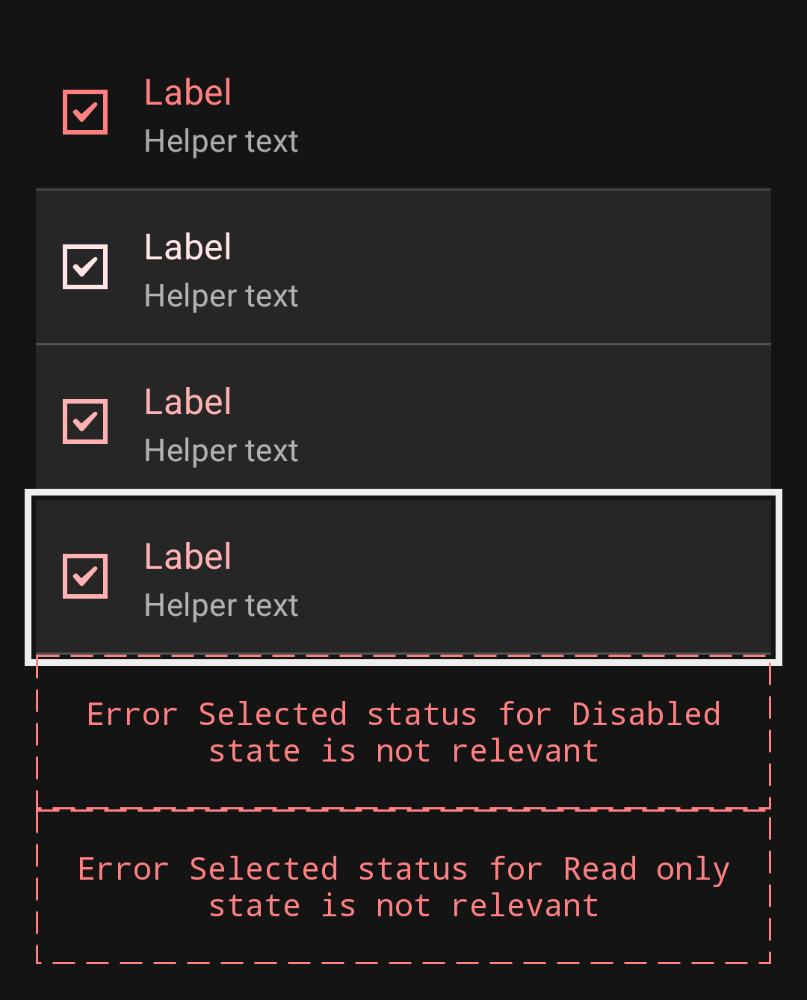 Label
Helper text
Label
Helper text
Label
Helper text
Label
Helper text
Error Selected status for Disabled
state is not relevant
Error Selected status for Read only
state is not relevant